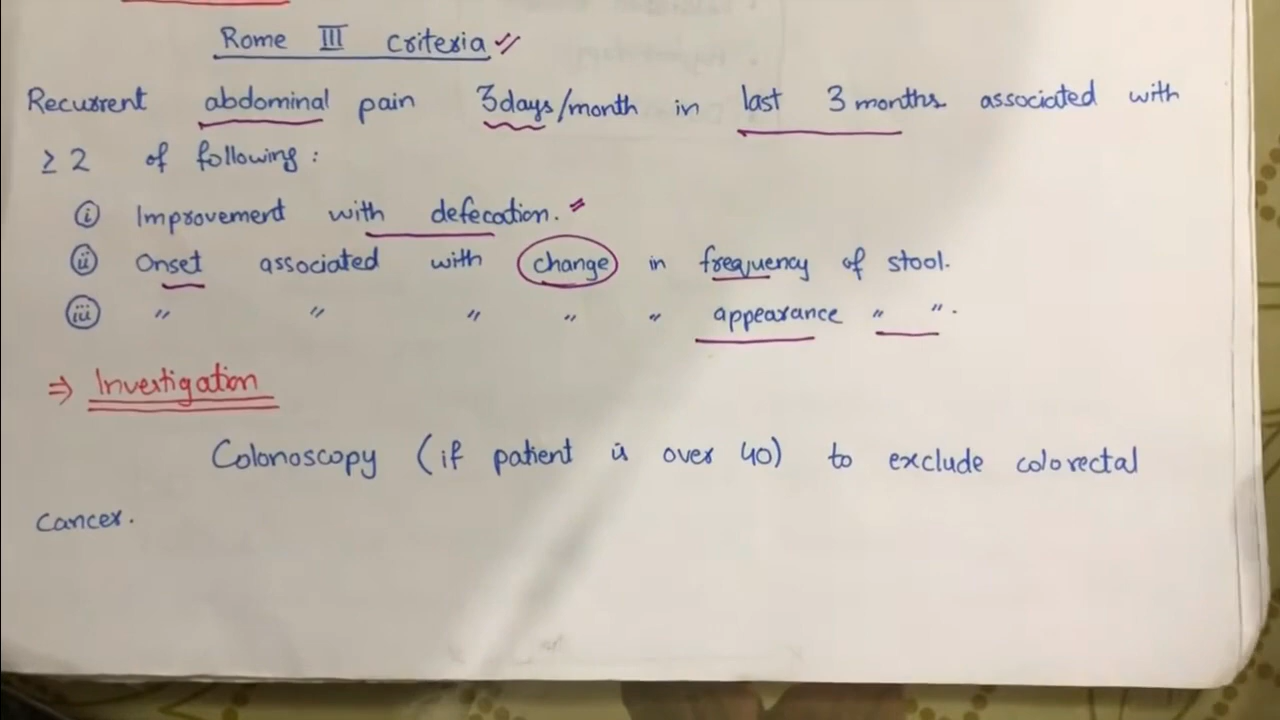 Rome III criteria
Recurrent abdominal pain 3days/month in last 3 months associated with
≥ 2 of following :
(i) Improvement with defecation.
(ii) Onset associated with change in frequency of stool.
(iii) " " " " " appearance " ".
⇒ Investigation
Colonoscopy (if patient is over 40) to exclude colorectal
cancer.